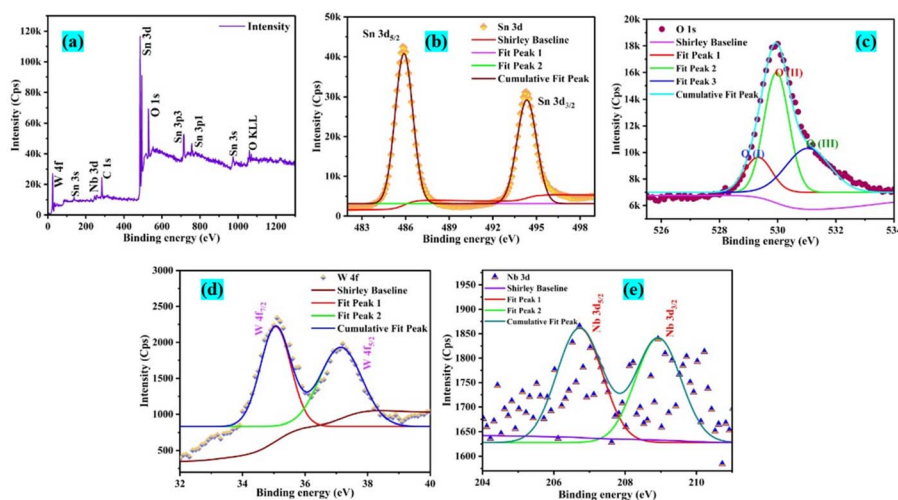 (a)
Intensity
Intensity (Cps)
120k
100k
80k
60k
40k
20k
0
W 4f
Sn 3s
Nb 3d
C 1s
Sn 3d
O 1s
Sn 3p3
Sn 3p1
Sn 3s
O KLL
0 200 400 600 800 1000 1200
Binding energy (eV)
(b)
Sn 3d
Shirley Baseline
Fit Peak 1
Fit Peak 2
Cumulative Fit Peak
Sn 3d5/2
Sn 3d3/2
Intensity (Cps)
50k
40k
30k
20k
10k
0
483 486 489 492 495 498
Binding energy (eV)
(c)
O 1s
Shirley Baseline
Fit Peak 1
Fit Peak 2
Fit Peak 3
Cumulative Fit Peak
O (II)
O (I)
(III)
Intensity (Cps)
20k
18k
16k
14k
12k
10k
8k
6k
526 528 530 532 534
Binding energy (eV)
(d)
W 4f
Shirley Baseline
Fit Peak 1
Fit Peak 2
Cumulative Fit Peak
W 4f7/2
W 4f5/2
Intensity (Cps)
3000
2500
2000
1500
1000
500
32 34 36 38 40
Binding energy (eV)
(e)
Nb 3d
Shirley Baseline
Fit Peak 1
Fit Peak 2
Cumulative Fit Peak
Nb 3d5/2
Nb 3d3/2
Intensity (Cps)
1950
1900
1850
1800
1750
1700
1650
1600
204 206 208 210
Binding energy (eV)